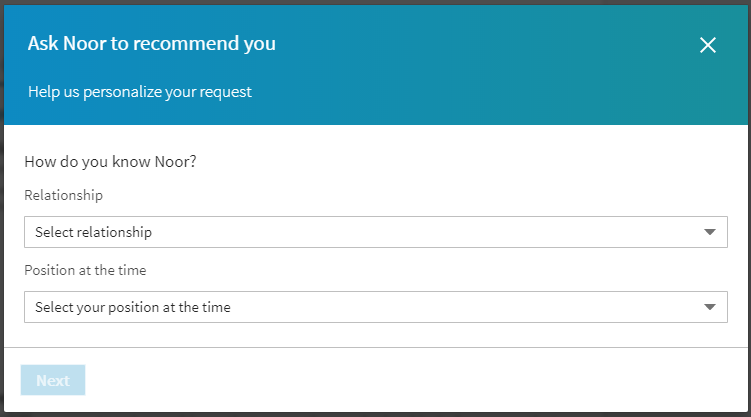 Ask Noor to recommend you
Help us personalize your request
How do you know Noor?
Relationship
Select relationship
Position at the time
Select your position at the time
Next